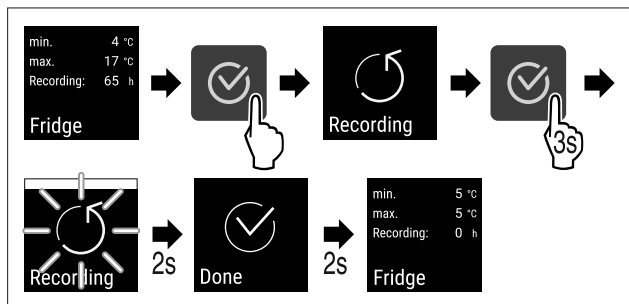 min. 4 °C
max. 17 °C
Recording: 65 h
Fridge
Recording
3s
Recording
2s
Done
2s
min. 5 °C
max. 5 °C
Recording: 0 h
Fridge